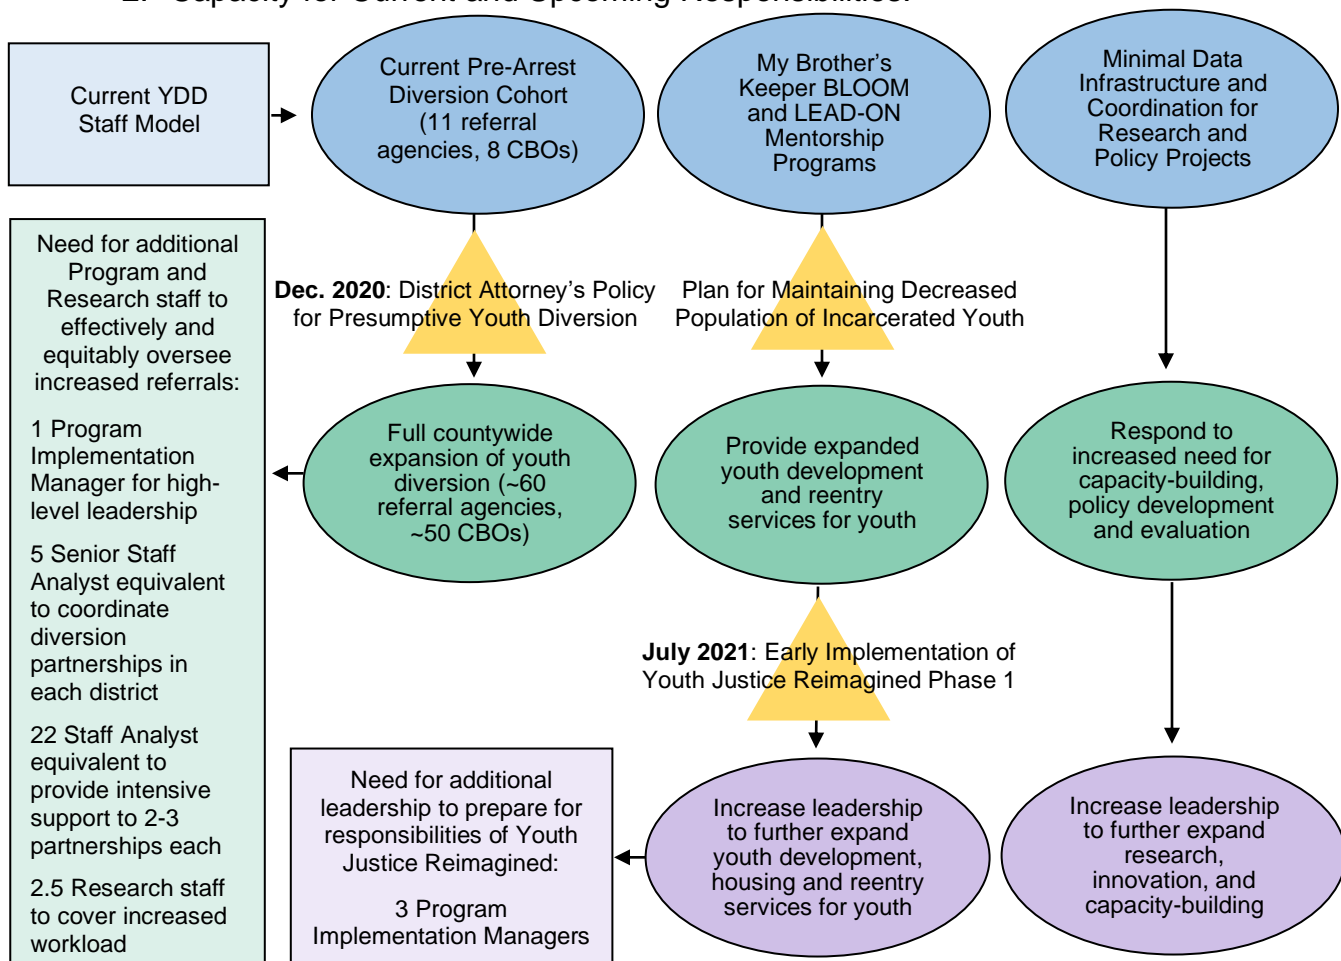 2. Capacity for Current and Upcoming Responsibilities:
Current YDD
Staff Model
Current Pre-Arrest
Diversion Cohort
(11 referral
agencies, 8 CBOs)
My Brother's
Keeper BLOOM
and LEAD-ON
Mentorship
Programs
Minimal Data
Infrastructure and
Coordination for
Research and
Policy Projects
Need for additional
Program and
Research staff to
effectively and
equitably oversee
increased referrals:
1 Program
Implementation
Manager for high-
level leadership
5 Senior Staff
Analyst equivalent
to coordinate
diversion
partnerships in
each district
22 Staff Analyst
equivalent to
provide intensive
support to 2-3
partnerships each
2.5 Research staff
to cover increased
workload
Dec. 2020: District Attorney's Policy
for Presumptive Youth Diversion
Plan for Maintaining Decreased
Population of Incarcerated Youth
Full countywide
expansion of youth
diversion (~60
referral agencies,
~50 CBOs)
Provide expanded
youth development
and reentry
services for youth
Respond to
increased need for
capacity-building,
policy development
and evaluation
July 2021: Early Implementation of
Youth Justice Reimagined Phase 1
Need for additional
leadership to prepare for
responsibilities of Youth
Justice Reimagined:
3 Program
Implementation Managers
Increase leadership
to further expand
youth development,
housing and reentry
services for youth
Increase leadership
to further expand
research,
innovation, and
capacity-building